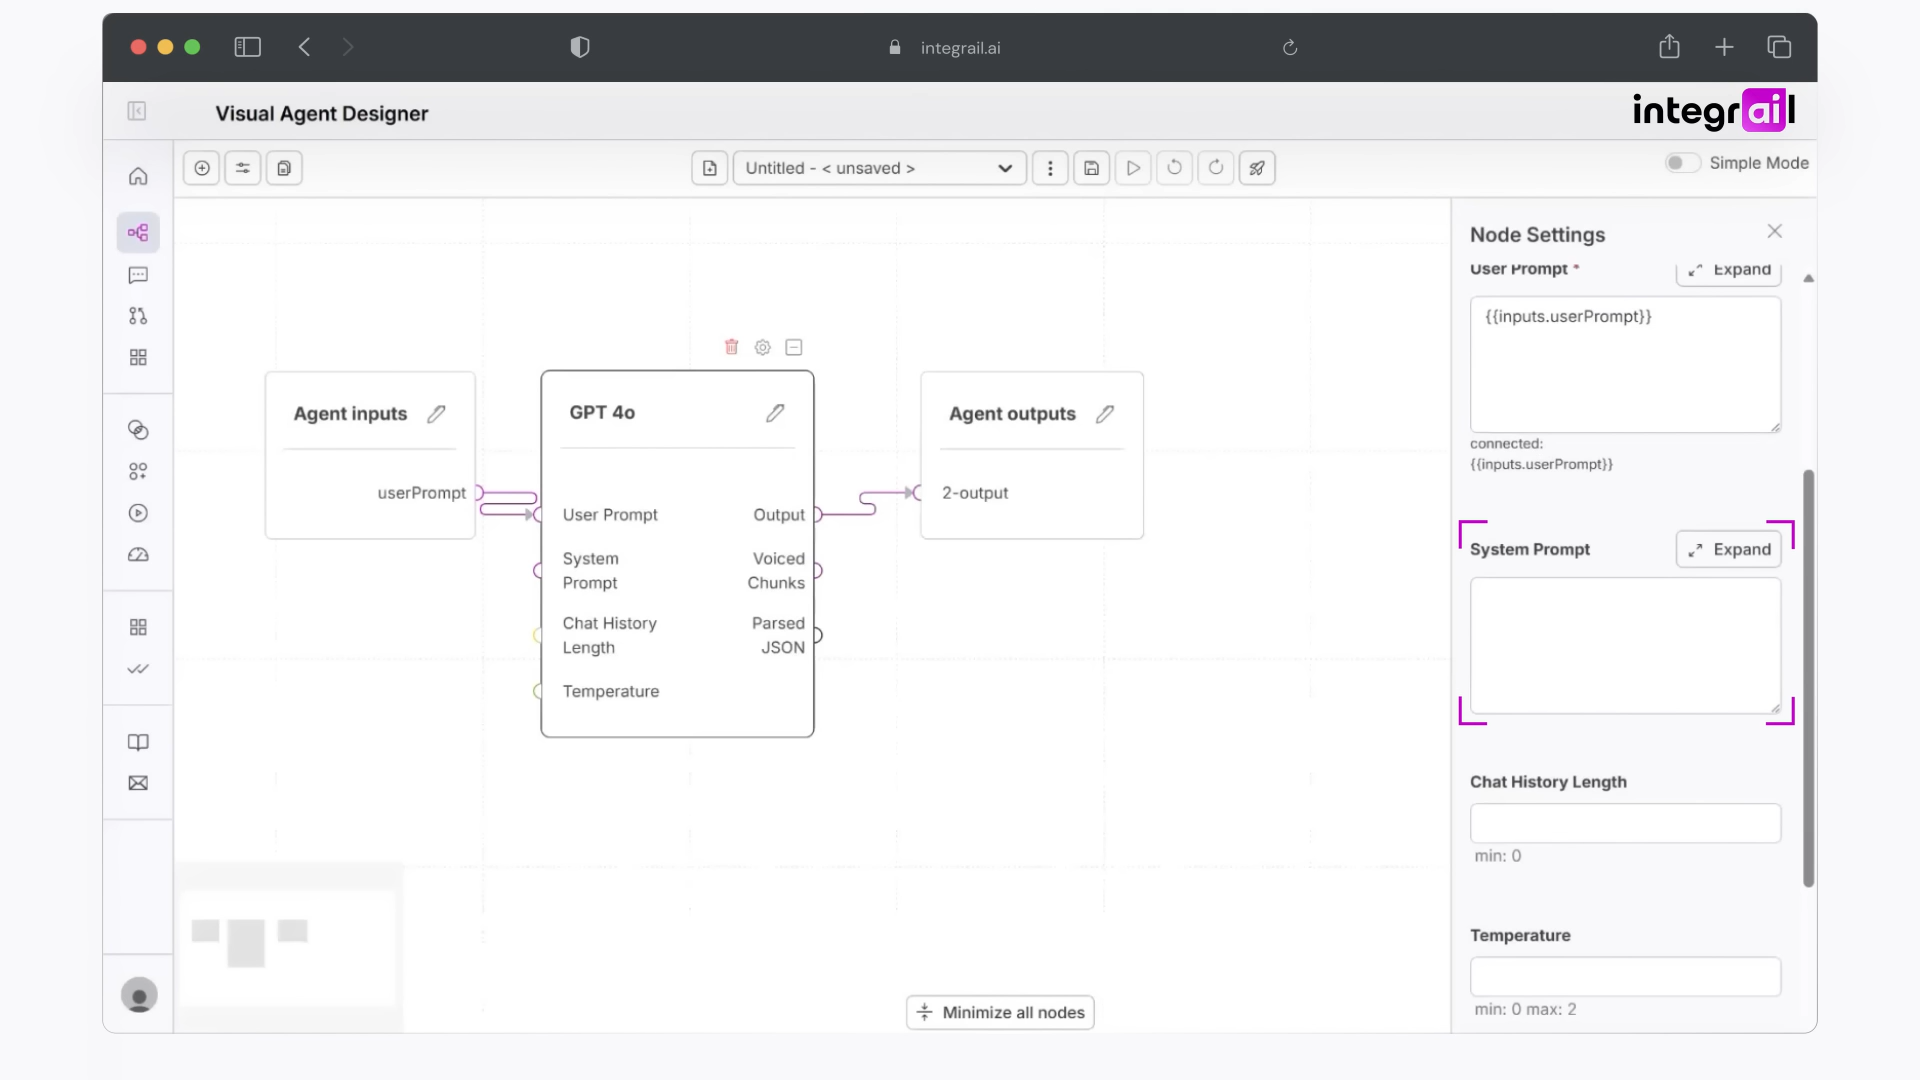 integrail.ai
Visual Agent Designer
integrail
Untitled - < unsaved >
Simple Mode
Agent inputs
userPrompt
GPT 4o
User Prompt
Output
System
Prompt
Voiced
Chunks
Chat History
Length
Parsed
JSON
Temperature
Agent outputs
2-output
Minimize all nodes
Node Settings
User Prompt *
Expand
{{inputs.userPrompt}}
connected:
{{inputs.userPrompt}}
System Prompt
Expand
Chat History Length
min: 0
Temperature
min: 0 max: 2